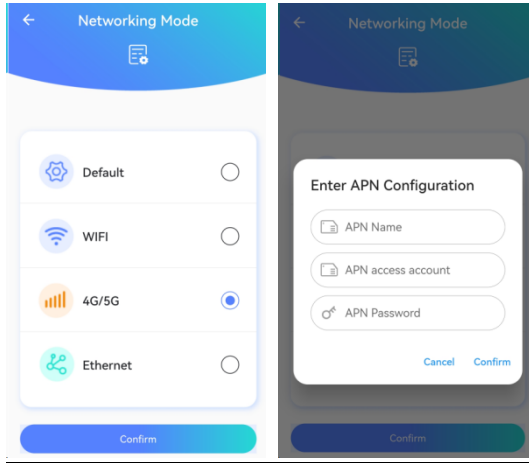 Networking Mode
Default
WIFI
4G/5G
Ethernet
Confirm
Networking Mode
Enter APN Configuration
APN Name
APN access account
APN Password
Cancel Confirm
Confirm